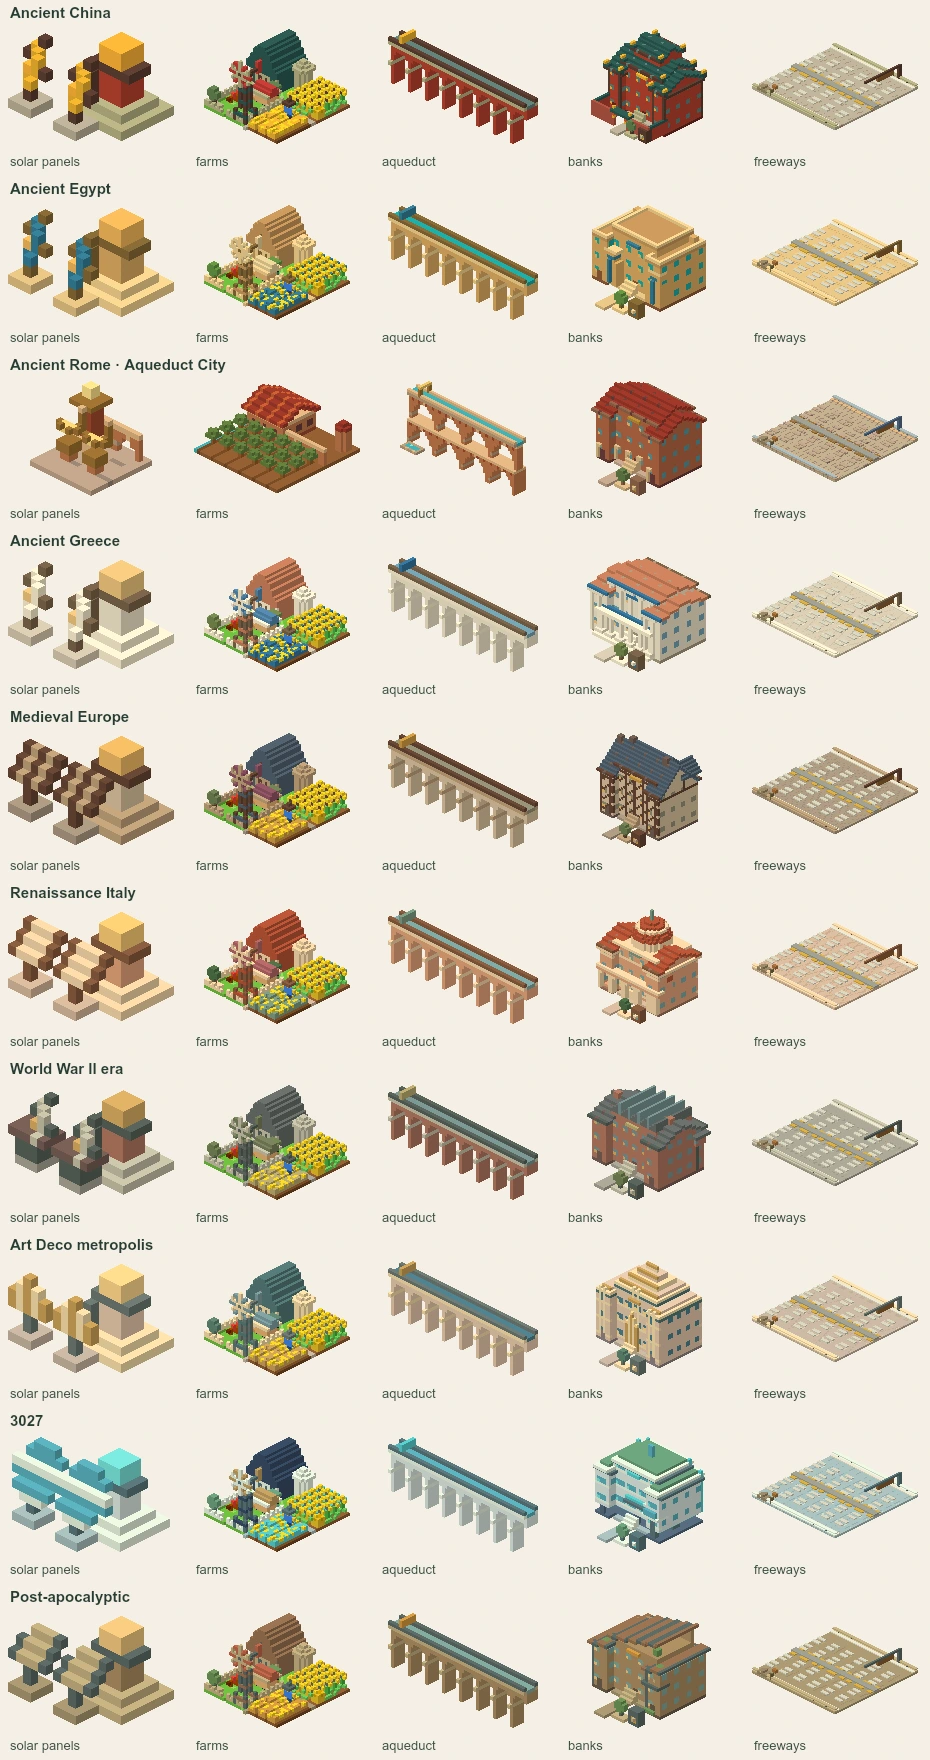 Ancient China
solar panels
farms
aqueduct
banks
freeways
Ancient Egypt
solar panels
farms
aqueduct
banks
freeways
Ancient Rome · Aqueduct City
solar panels
farms
aqueduct
banks
freeways
Ancient Greece
solar panels
farms
aqueduct
banks
freeways
Medieval Europe
solar panels
farms
aqueduct
banks
freeways
Renaissance Italy
solar panels
farms
aqueduct
banks
freeways
World War II era
solar panels
farms
aqueduct
banks
freeways
Art Deco metropolis
solar panels
farms
aqueduct
banks
freeways
3027
solar panels
farms
aqueduct
banks
freeways
Post-apocalyptic
solar panels
farms
aqueduct
banks
freeways